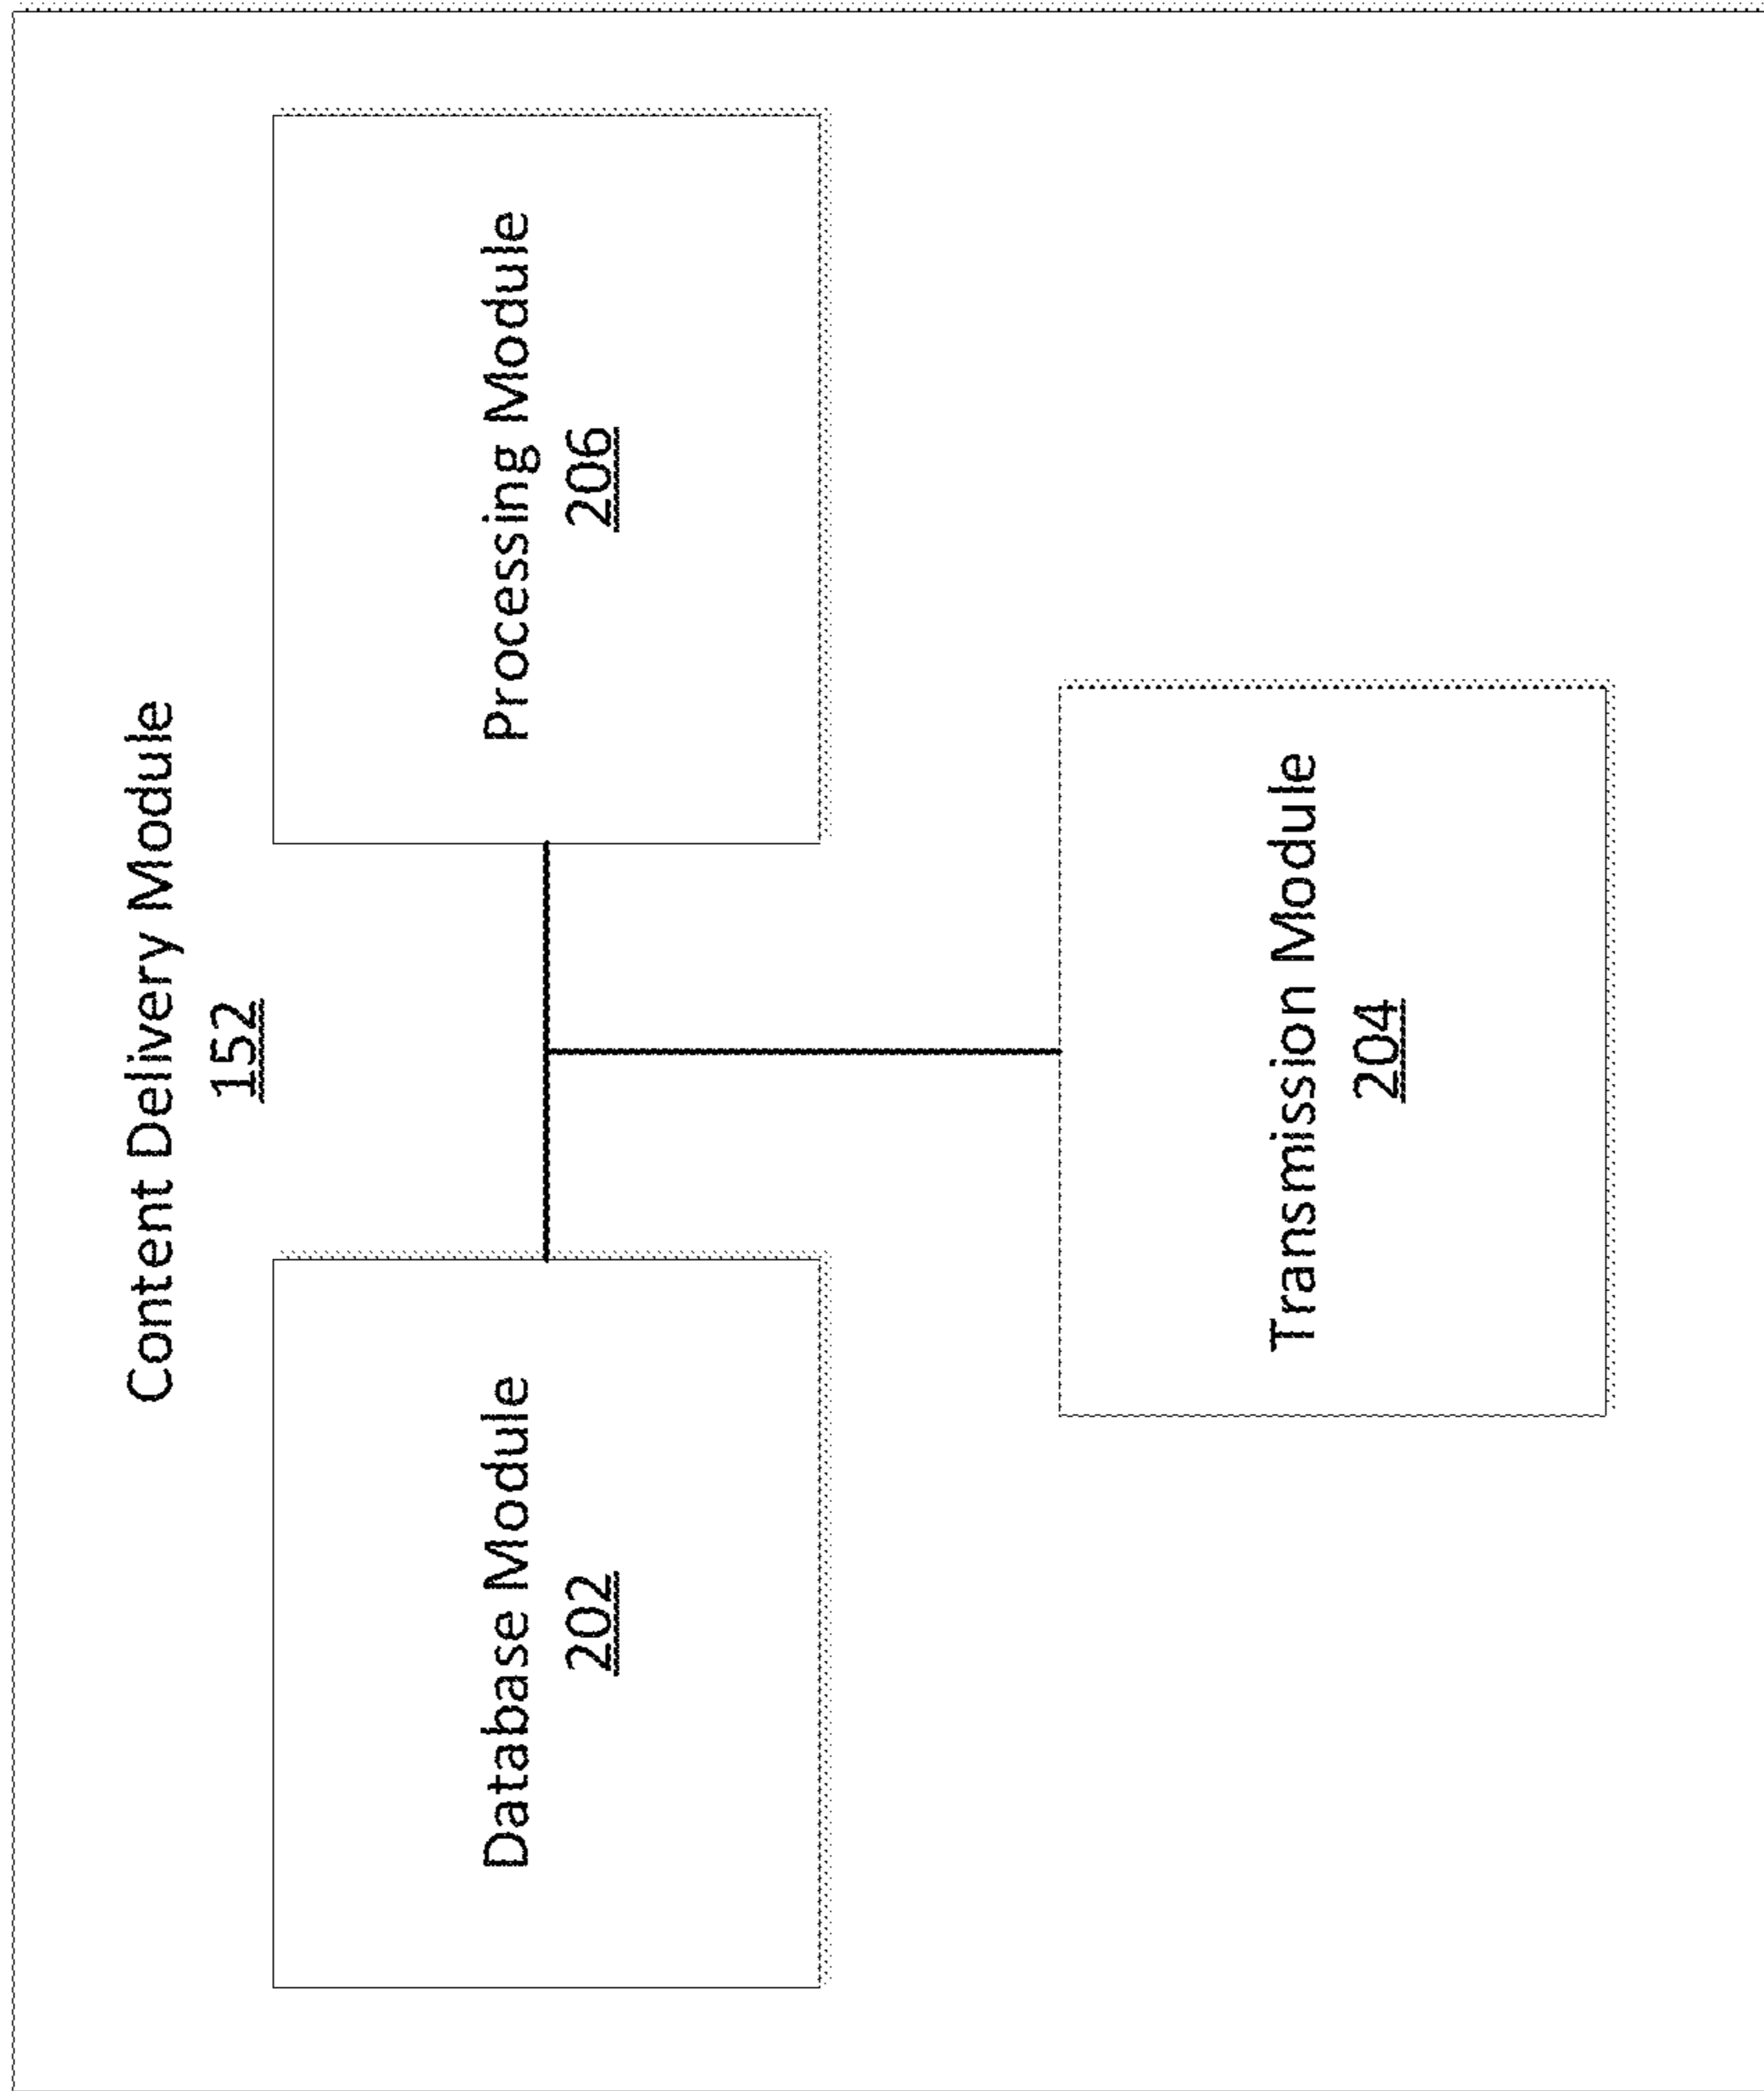 Content Delivery Module
152
Database Module
202
Processing Module
206
Transmission Module
204